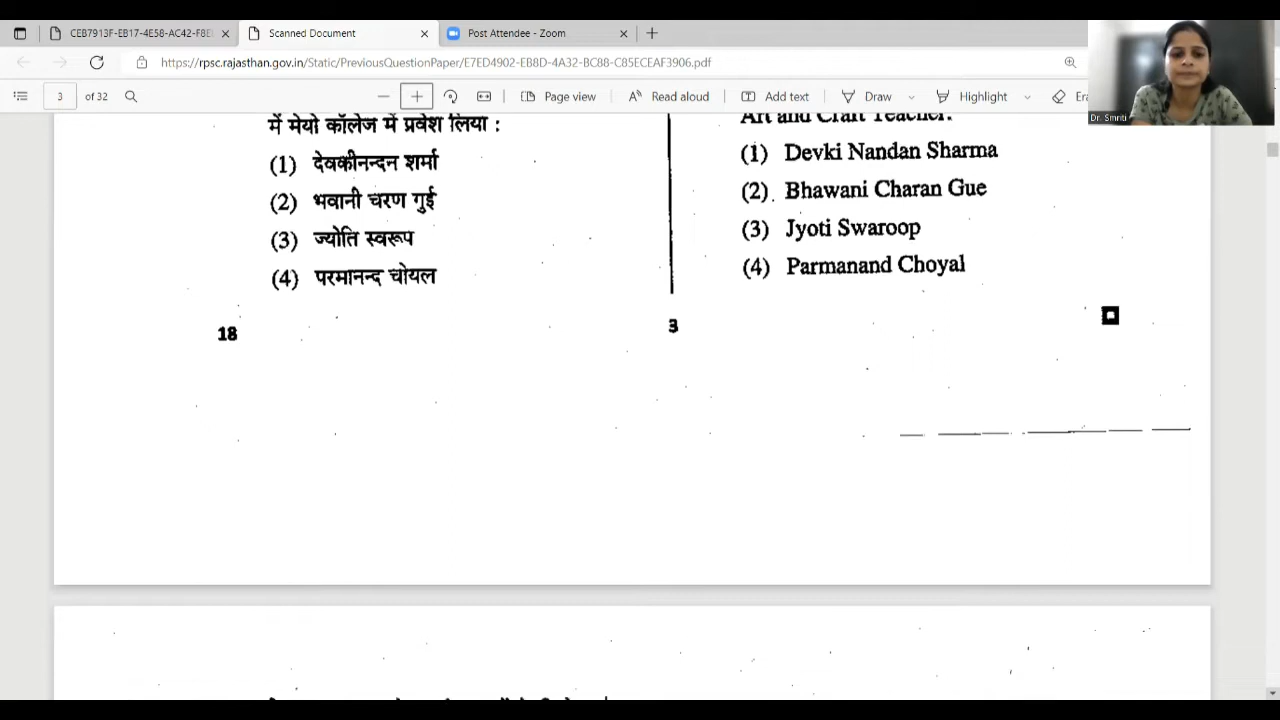 CEB7913F-EB17-4E58-AC42-F8E
Scanned Document
Post Attendee - Zoom
https://rpsc.rajasthan.gov.in/Static/PreviousQuestionPaper/E7ED4902-EB8D-4A32-BC88-C85ECEAF3906.pdf
3 of 32
Page view
Read aloud
Add text
Draw
Highlight
Era
Dr. Smriti
में मेयो कॉलेज में प्रवेश लिया :
(1) देवकीनन्दन शर्मा
(2) भवानी चरण गुई
(3) ज्योति स्वरूप
(4) परमानन्द चोयल
18
Art and Craft Teacher.
(1) Devki Nandan Sharma
(2). Bhawani Charan Gue
(3) Jyoti Swaroop
(4) Parmanand Choyal
3